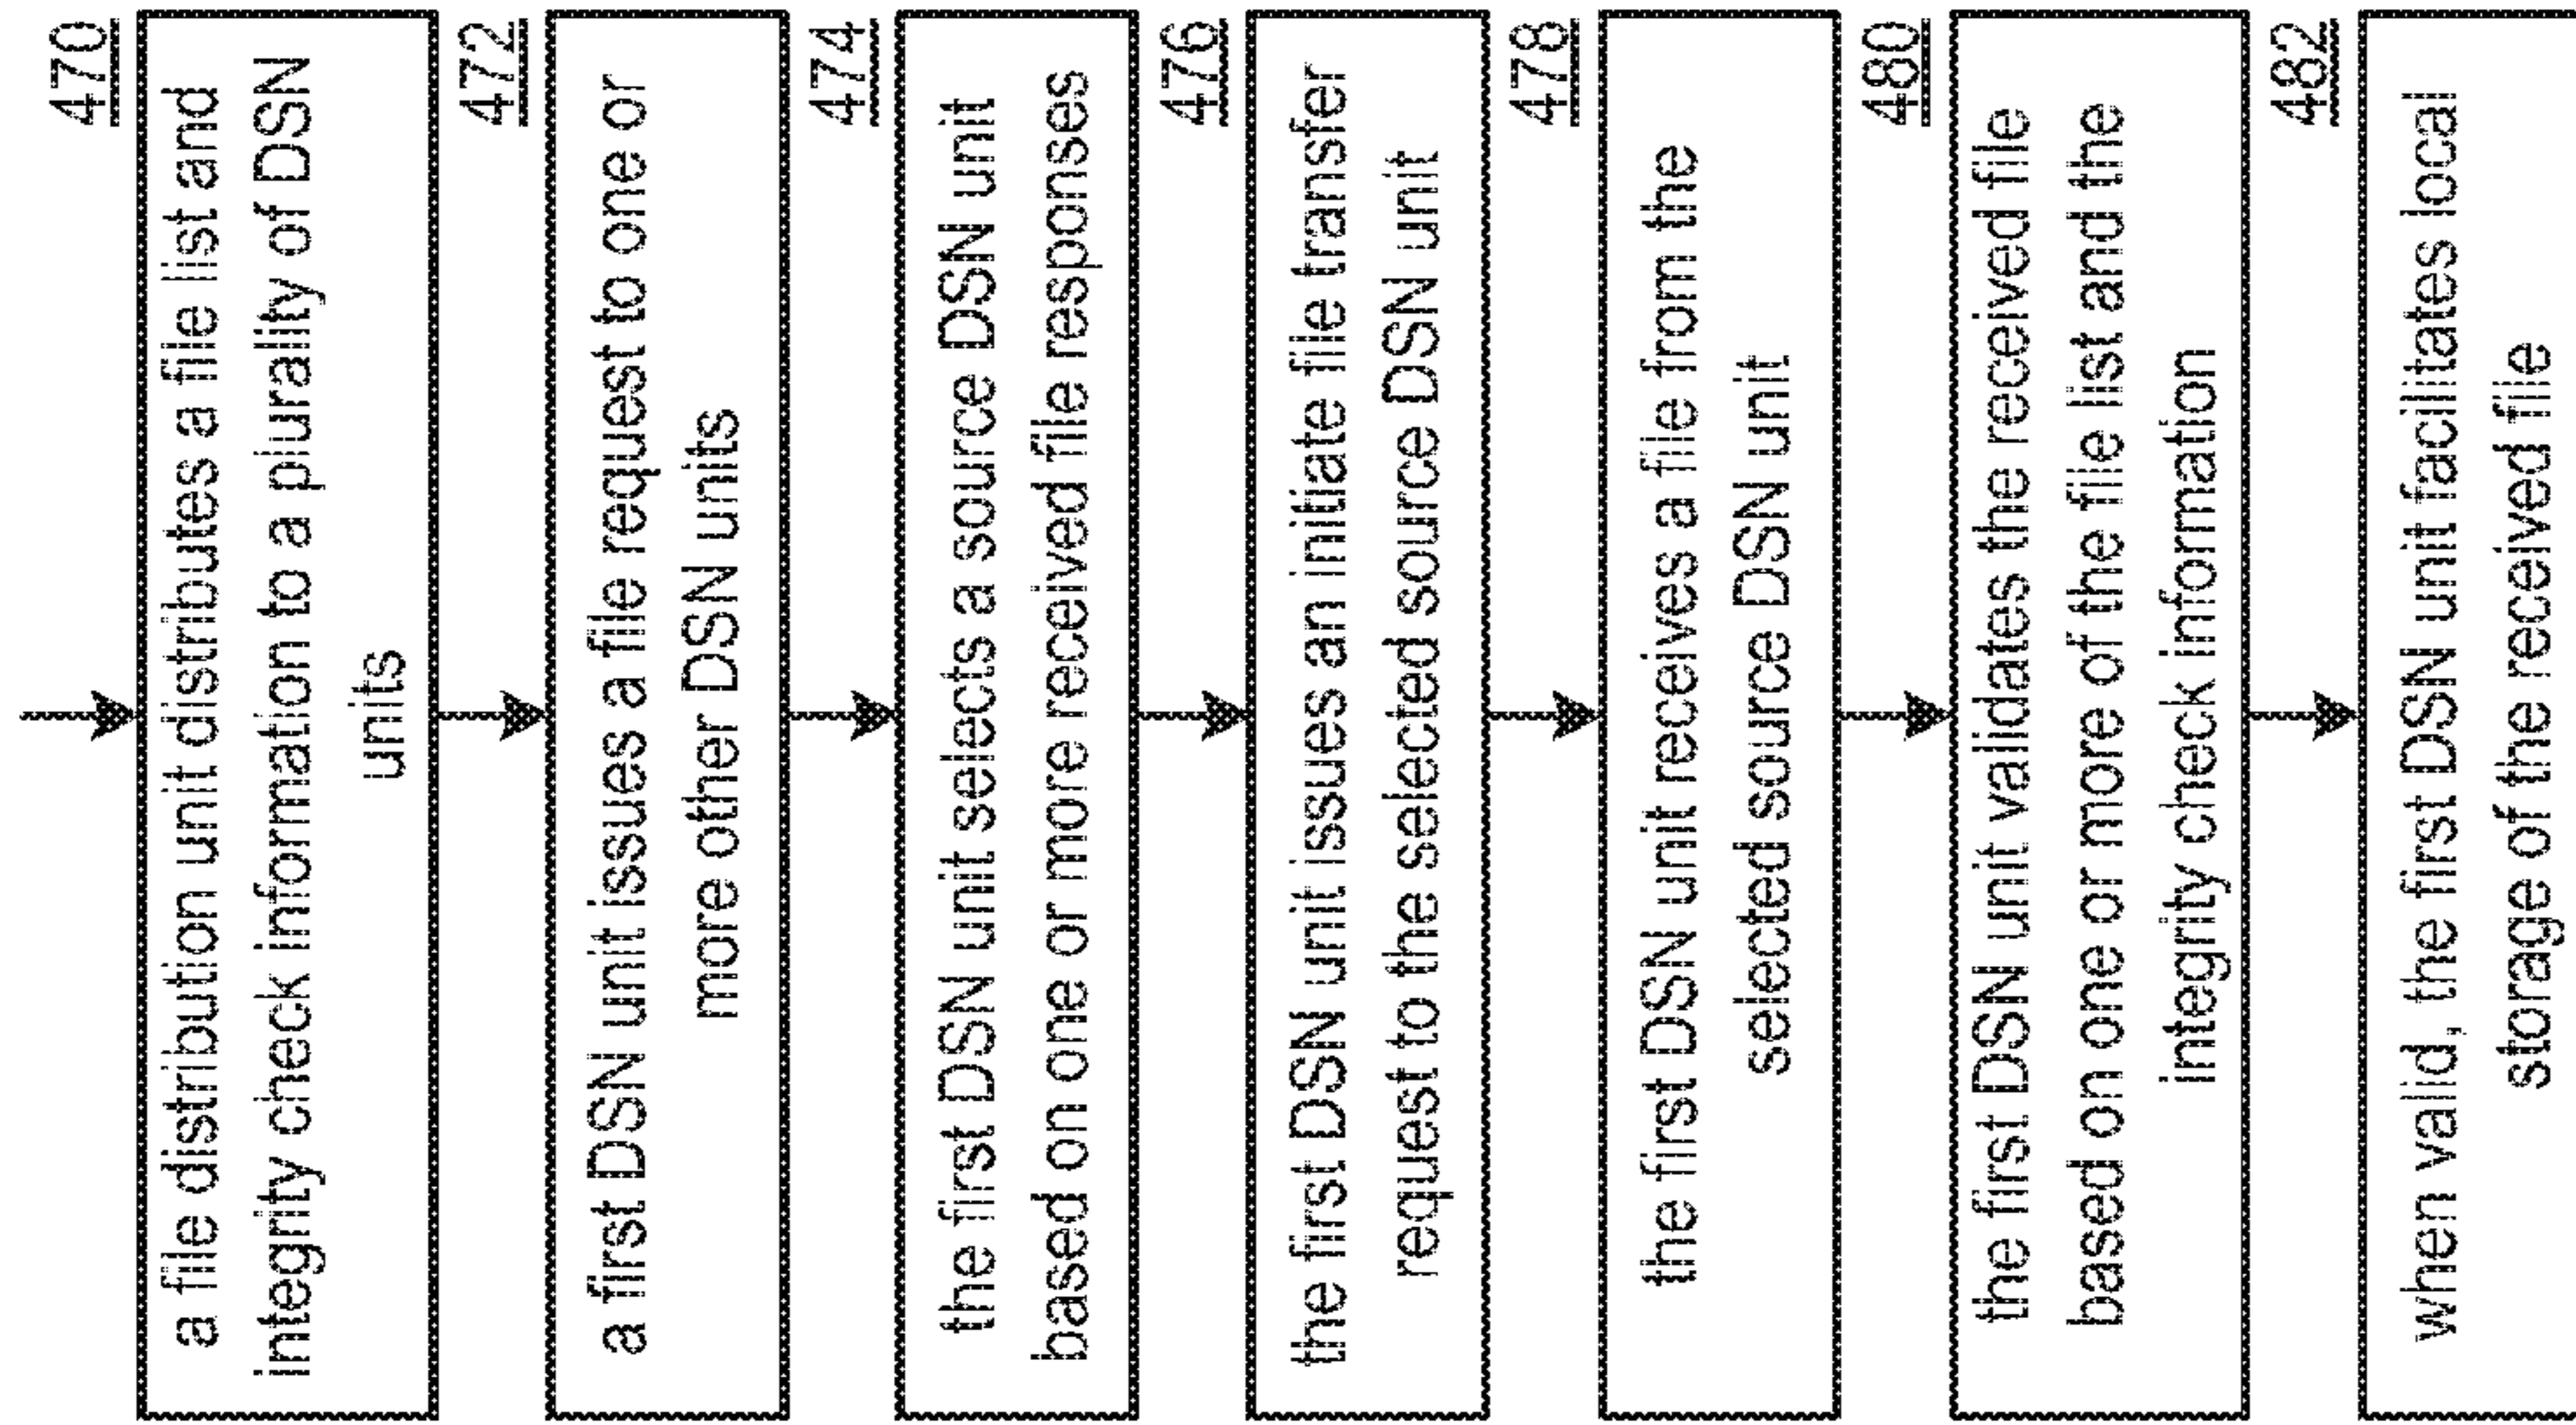 470
a file distribution unit distributes a file list and
integrity check information to a plurality of DSN
units
472
a first DSN unit issues a file request to one or
more other DSN units
474
the first DSN unit selects a source DSN unit
based on one or more received file responses
476
the first DSN unit issues an initiate file transfer
request to the selected source DSN unit
478
the first DSN unit receives a file from the
selected source DSN unit
480
the first DSN unit validates the received file
based on one or more of the file list and the
integrity check information
482
when valid, the first DSN unit facilitates local
storage of the received file